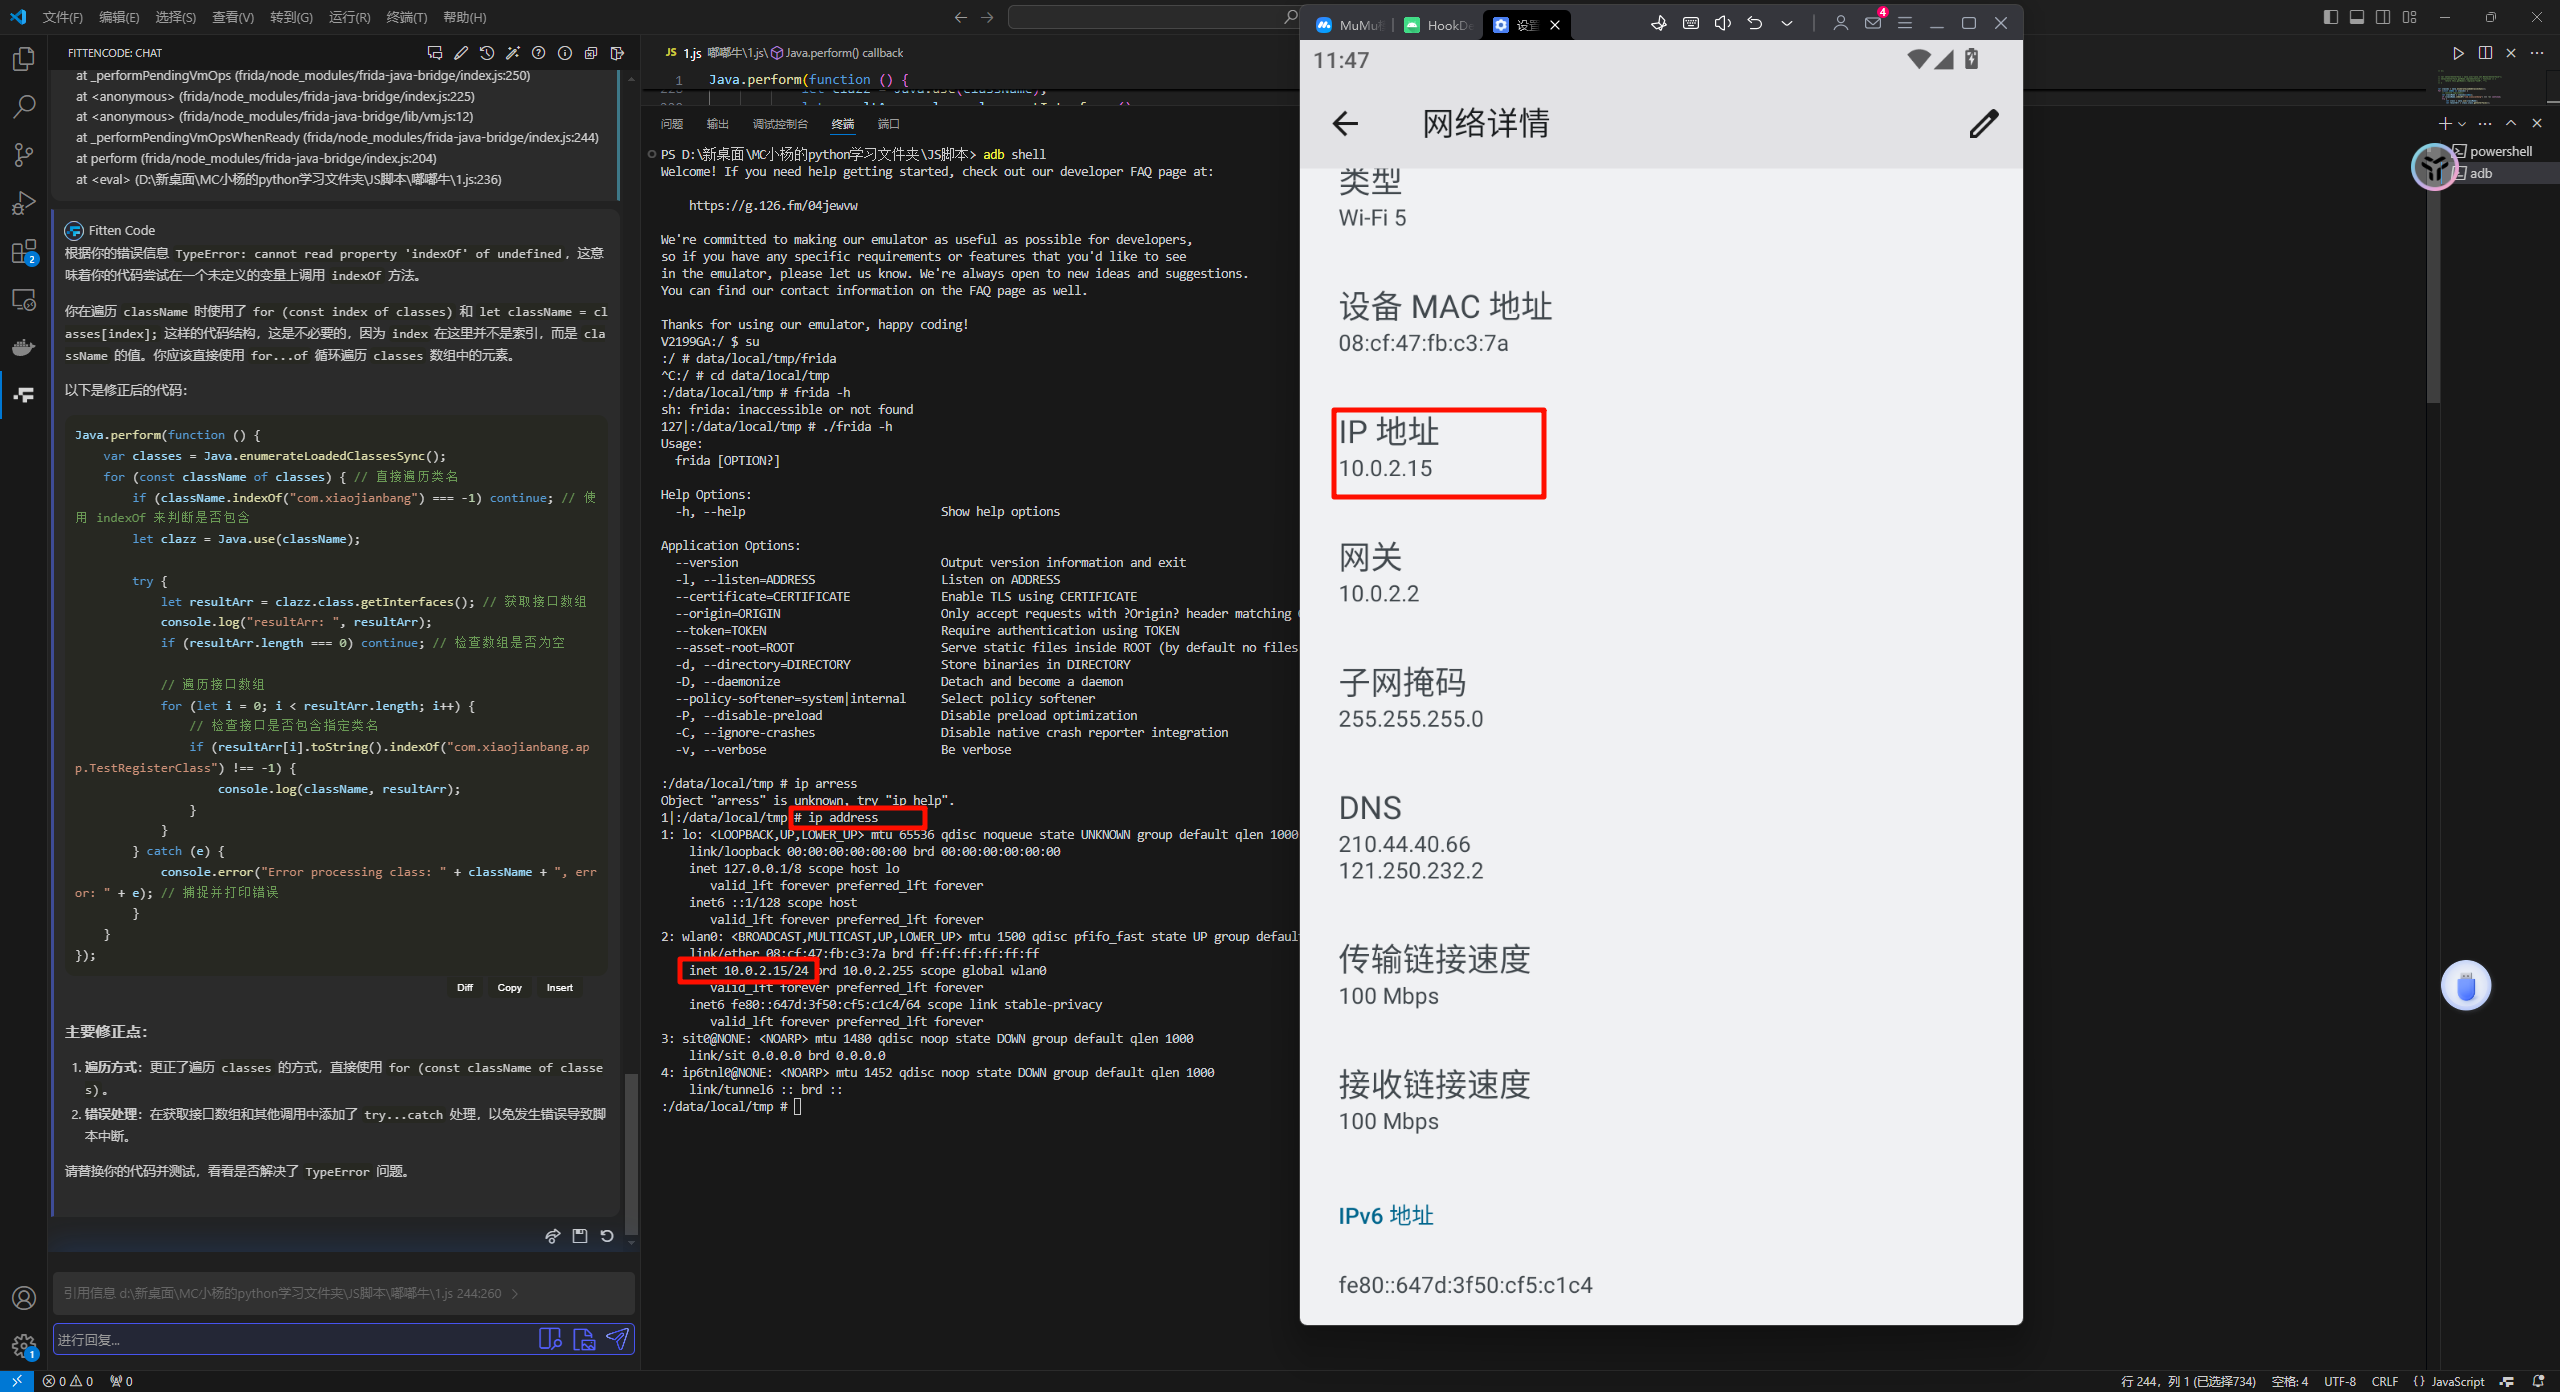 文件(F) 编辑(E) 选择(S) 查看(V) 转到(G) 运行(R) 终端(T) 帮助(H)
FITTENCODE: CHAT
at _performPendingVmOps (frida/node_modules/frida-java-bridge/index.js:250)
at <anonymous> (frida/node_modules/frida-java-bridge/index.js:225)
at <anonymous> (frida/node_modules/frida-java-bridge/lib/vm.js:12)
at _performPendingVmOpsWhenReady (frida/node_modules/frida-java-bridge/index.js:244)
at perform (frida/node_modules/frida-java-bridge/index.js:204)
at <eval> (D:\新桌面\MC小杨的python学习文件夹\JS脚本\嘟嘟牛\1.js:236)
Fitten Code
根据你的错误信息 TypeError: cannot read property 'indexOf' of undefined，这意
味着你的代码尝试在一个未定义的变量上调用 indexOf 方法。
你在遍历 className 时使用了 for (const index of classes) 和 let className = cl
asses[index]; 这样的代码结构，这是不必要的，因为 index 在这里并不是索引，而是 cla
ssName 的值。你应该直接使用 for...of 循环遍历 classes 数组中的元素。
以下是修正后的代码：
Java.perform(function () {
var classes = Java.enumerateLoadedClassesSync();
for (const className of classes) { // 直接遍历类名
if (className.indexOf("com.xiaojianbang") === -1) continue; // 使
用 indexOf 来判断是否包含
let clazz = Java.use(className);
try {
let resultArr = clazz.class.getInterfaces(); // 获取接口数组
console.log("resultArr: ", resultArr);
if (resultArr.length === 0) continue; // 检查数组是否为空
// 遍历接口数组
for (let i = 0; i < resultArr.length; i++) {
// 检查接口是否包含指定类名
if (resultArr[i].toString().indexOf("com.xiaojianbang.ap
p.TestRegisterClass") !== -1) {
console.log(className, resultArr);
}
}
} catch (e) {
console.error("Error processing class: " + className + ", err
or: " + e); // 捕捉并打印错误
}
}
});
Diff Copy Insert
主要修正点：
1. 遍历方式：更正了遍历 classes 的方式，直接使用 for (const className of classe
s)。
2. 错误处理：在获取接口数组和其他调用中添加了 try...catch 处理，以免发生错误导致脚
本中断。
请替换你的代码并测试，看看是否解决了 TypeError 问题。
引用信息 d:\新桌面\MC小杨的python学习文件夹\JS脚本\嘟嘟牛\1.js 244:260 >
进行回复...
JS 1.js 嘟嘟牛\1.js\ Java.perform() callback
1 Java.perform(function () {
问题 输出 调试控制台 终端 端口
PS D:\新桌面\MC小杨的python学习文件夹\JS脚本> adb shell
Welcome! If you need help getting started, check out our developer FAQ page at:
https://g.126.fm/04jewvw
We're committed to making our emulator as useful as possible for developers,
so if you have any specific requirements or features that you'd like to see
in the emulator, please let us know. We're always open to new ideas and suggestions.
You can find our contact information on the FAQ page as well.
Thanks for using our emulator, happy coding!
V2199GA:/ $ su
:/ # data/local/tmp/frida
^C:/ # cd data/local/tmp
:/data/local/tmp # frida -h
sh: frida: inaccessible or not found
127|:/data/local/tmp # ./frida -h
Usage:
frida [OPTION?]
Help Options:
-h, --help Show help options
Application Options:
--version Output version information and exit
-l, --listen=ADDRESS Listen on ADDRESS
--certificate=CERTIFICATE Enable TLS using CERTIFICATE
--origin=ORIGIN Only accept requests with ?Origin? header matching
--token=TOKEN Require authentication using TOKEN
--asset-root=ROOT Serve static files inside ROOT (by default no files
-d, --directory=DIRECTORY Store binaries in DIRECTORY
-D, --daemonize Detach and become a daemon
--policy-softener=system|internal Select policy softener
-P, --disable-preload Disable preload optimization
-C, --ignore-crashes Disable native crash reporter integration
-v, --verbose Be verbose
:/data/local/tmp # ip arress
Object "arress" is unknown, try "ip help".
1|:/data/local/tmp # ip address
1: lo: <LOOPBACK,UP,LOWER_UP> mtu 65536 qdisc noqueue state UNKNOWN group default qlen 1000
link/loopback 00:00:00:00:00:00 brd 00:00:00:00:00:00
inet 127.0.0.1/8 scope host lo
valid_lft forever preferred_lft forever
inet6 ::1/128 scope host
valid_lft forever preferred_lft forever
2: wlan0: <BROADCAST,MULTICAST,UP,LOWER_UP> mtu 1500 qdisc pfifo_fast state UP group defaul
link/ether 08:cf:47:fb:c3:7a brd ff:ff:ff:ff:ff:ff
inet 10.0.2.15/24 brd 10.0.2.255 scope global wlan0
valid_lft forever preferred_lft forever
inet6 fe80::647d:3f50:cf5:c1c4/64 scope link stable-privacy
valid_lft forever preferred_lft forever
3: sit0@NONE: <NOARP> mtu 1480 qdisc noop state DOWN group default qlen 1000
link/sit 0.0.0.0 brd 0.0.0.0
4: ip6tnl0@NONE: <NOARP> mtu 1452 qdisc noop state DOWN group default qlen 1000
link/tunnel6 :: brd ::
:/data/local/tmp #
MuMu HookDe 设置
4
11:47
网络详情
类型
Wi-Fi 5
设备 MAC 地址
08:cf:47:fb:c3:7a
IP 地址
10.0.2.15
网关
10.0.2.2
子网掩码
255.255.255.0
DNS
210.44.40.66
121.250.232.2
传输链接速度
100 Mbps
接收链接速度
100 Mbps
IPv6 地址
fe80::647d:3f50:cf5:c1c4
powershell
adb
2
1
0 0 0
行 244，列 1 (已选择734) 空格: 4 UTF-8 CRLF {} JavaScript